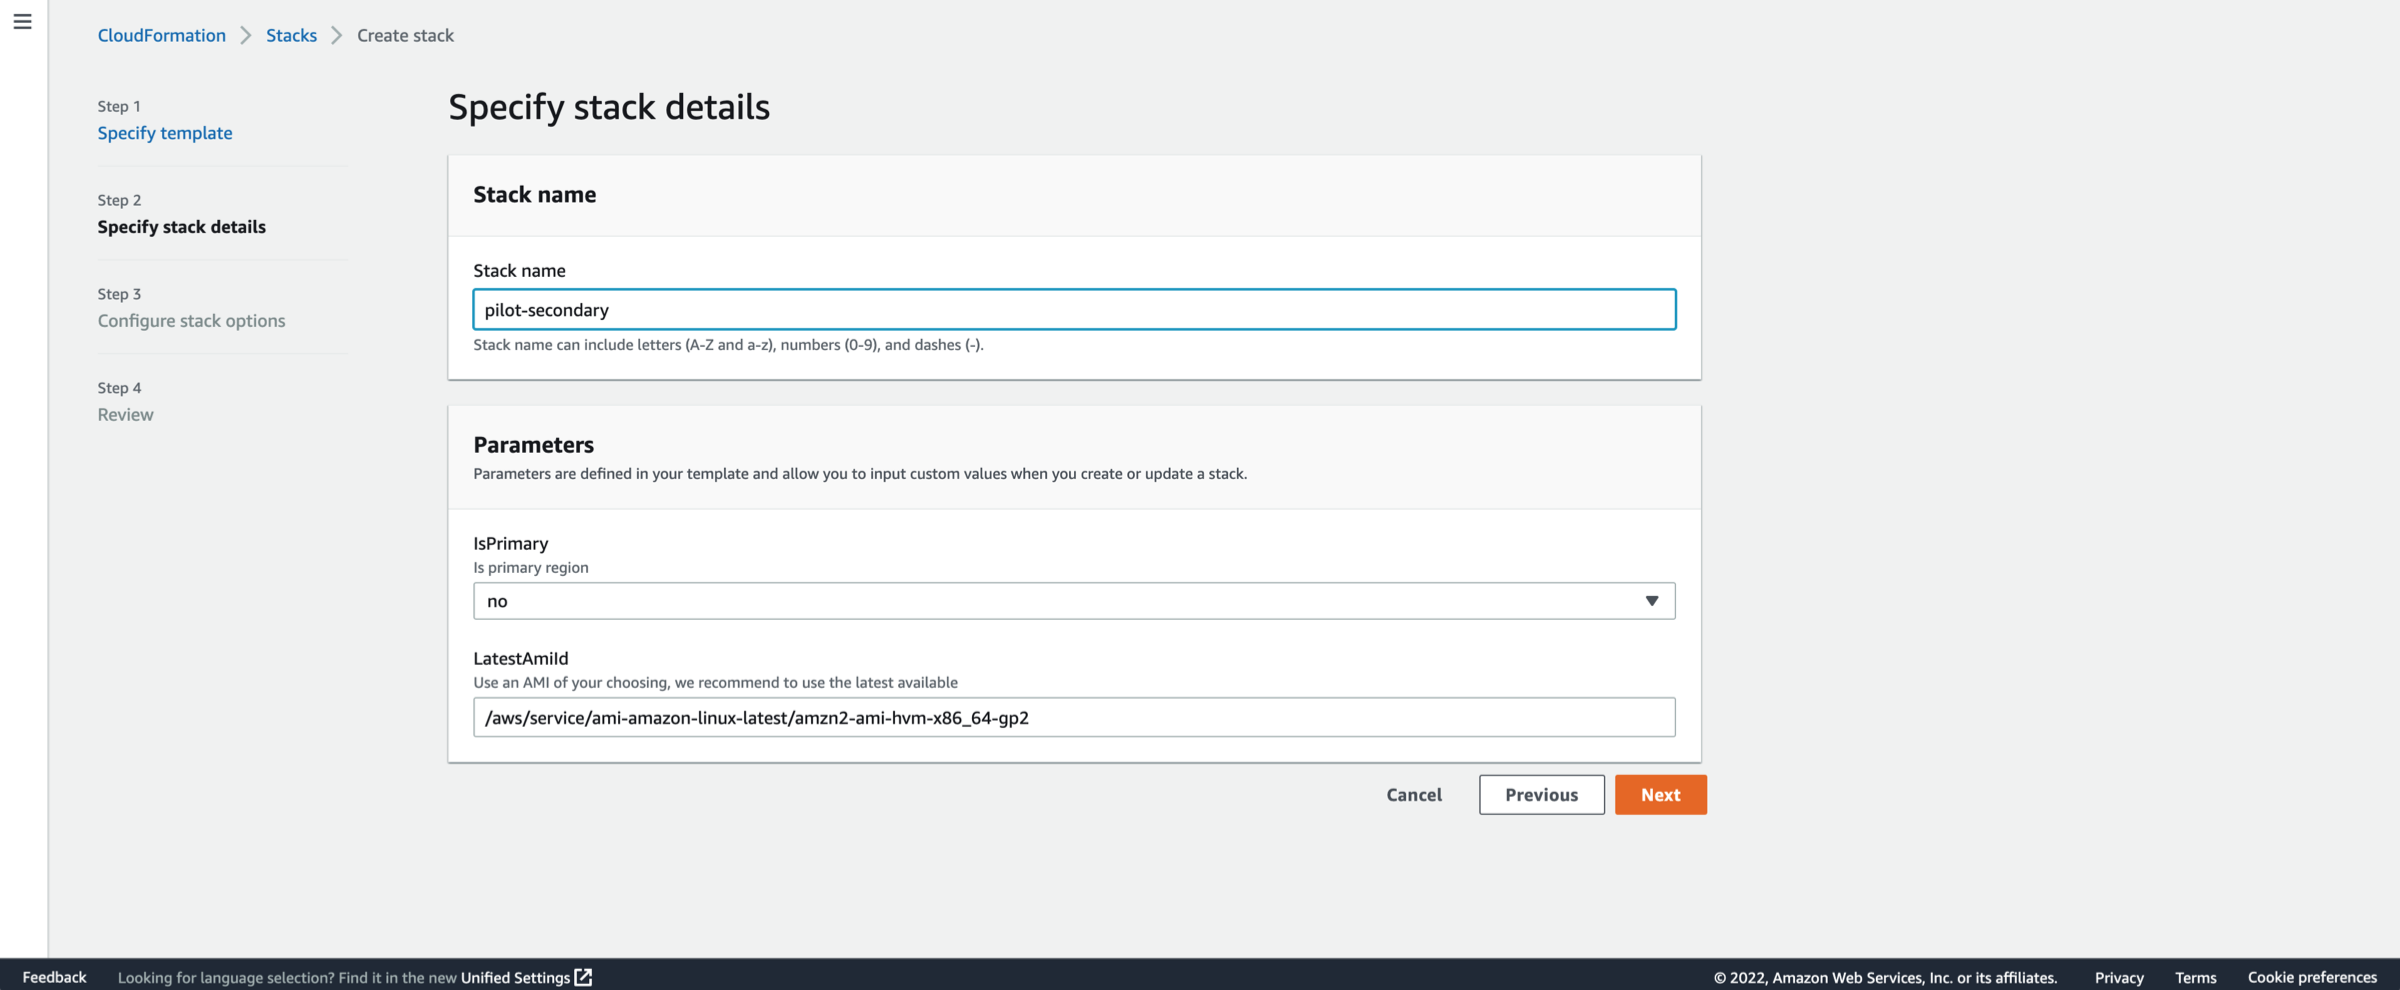 CloudFormation > Stacks > Create stack
Step 1
Specify template
Step 2
Specify stack details
Step 3
Configure stack options
Step 4
Review
Specify stack details
Stack name
Stack name
pilot-secondary
Stack name can include letters (A-Z and a-z), numbers (0-9), and dashes (-).
Parameters
Parameters are defined in your template and allow you to input custom values when you create or update a stack.
IsPrimary
Is primary region
no
LatestAmiId
Use an AMI of your choosing, we recommend to use the latest available
/aws/service/ami-amazon-linux-latest/amzn2-ami-hvm-x86_64-gp2
Cancel Previous Next
Feedback Looking for language selection? Find it in the new Unified Settings © 2022, Amazon Web Services, Inc. or its affiliates. Privacy Terms Cookie preferences